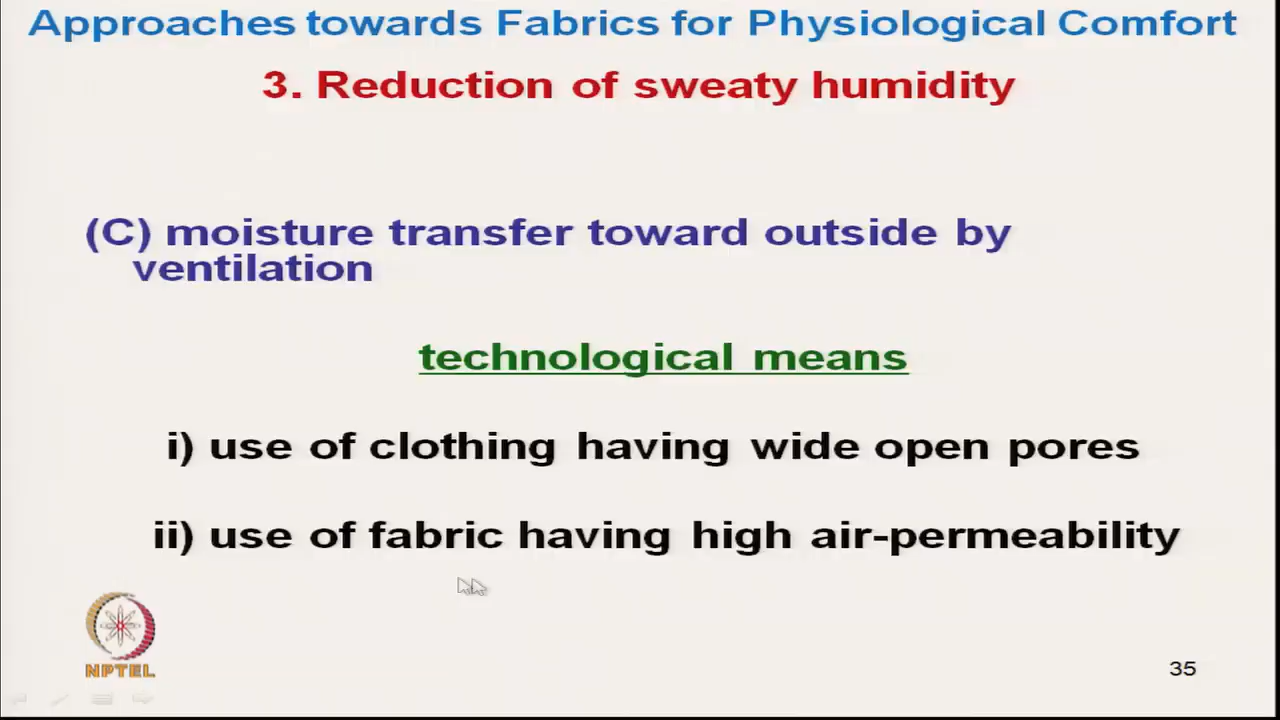 Approaches towards Fabrics for Physiological Comfort
3. Reduction of sweaty humidity
(C) moisture transfer toward outside by
ventilation
technological means
i) use of clothing having wide open pores
ii) use of fabric having high air-permeability
NPTEL
35